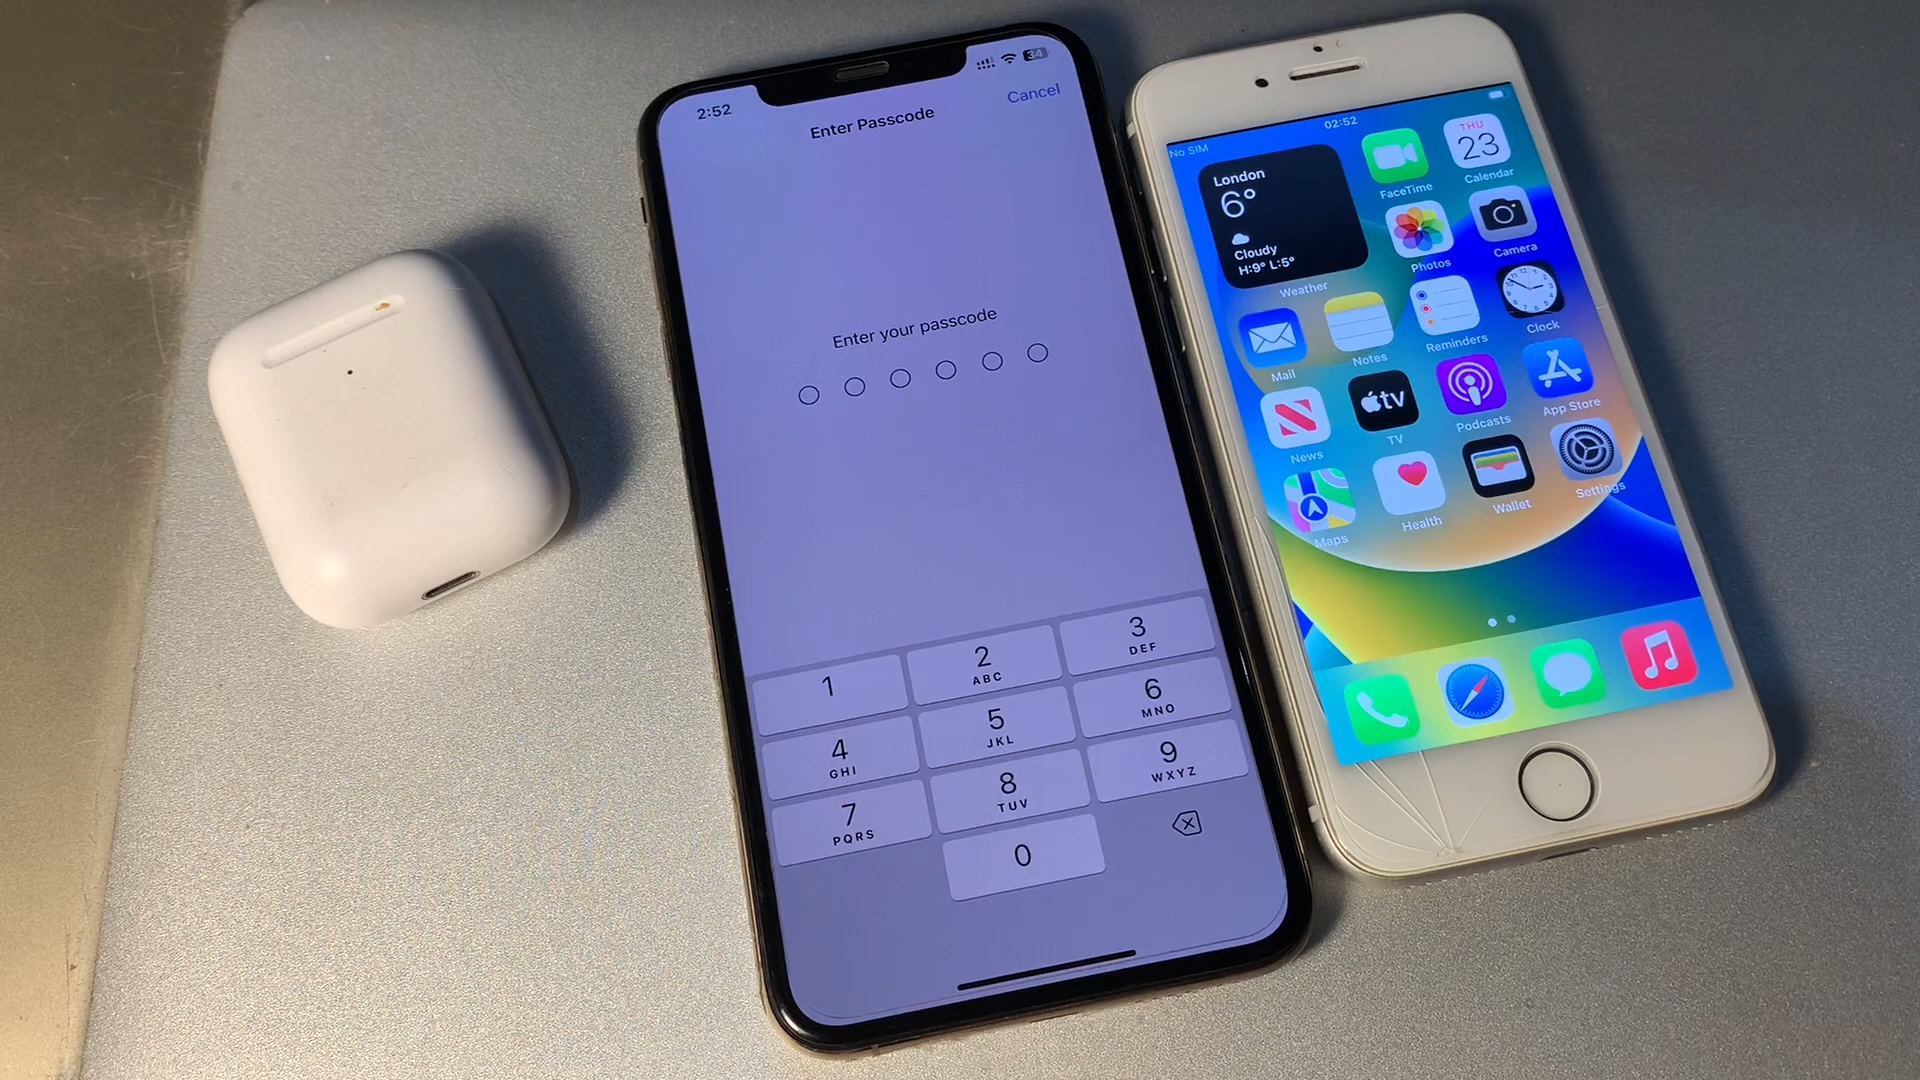 2:52
34
Cancel
Enter Passcode
Enter your passcode
1
2
ABC
3
DEF
4
GHI
5
JKL
6
MNO
7
PQRS
8
TUV
9
WXYZ
0
No SIM
02:52
London
6°
Cloudy
H:9° L:5°
Weather
FaceTime
THU
23
Calendar
Photos
Camera
Mail
Notes
Reminders
Clock
News
tv
TV
Podcasts
App Store
Maps
Health
Wallet
Settings